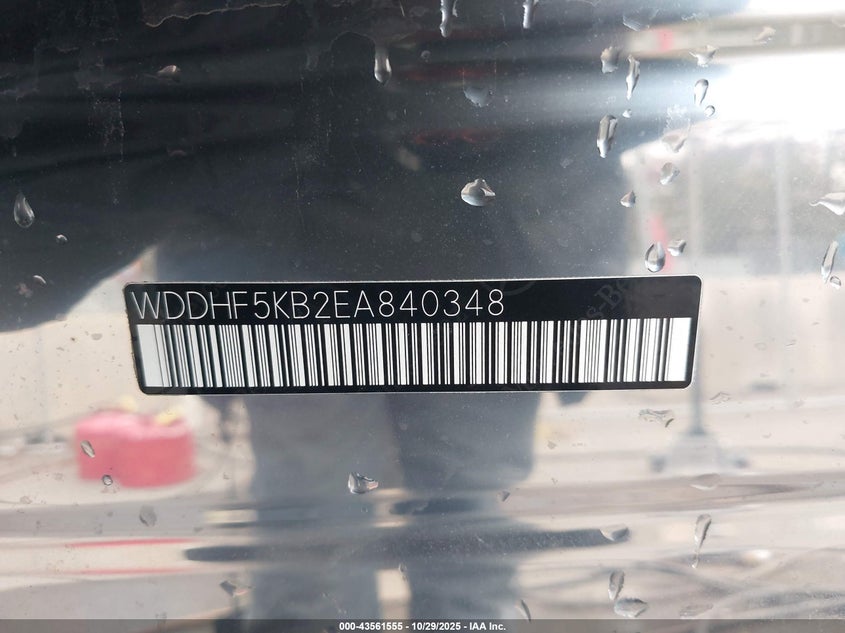 WDDHF5KB2EA840348
000-43561555 - 10/29/2025 - IAA Inc.